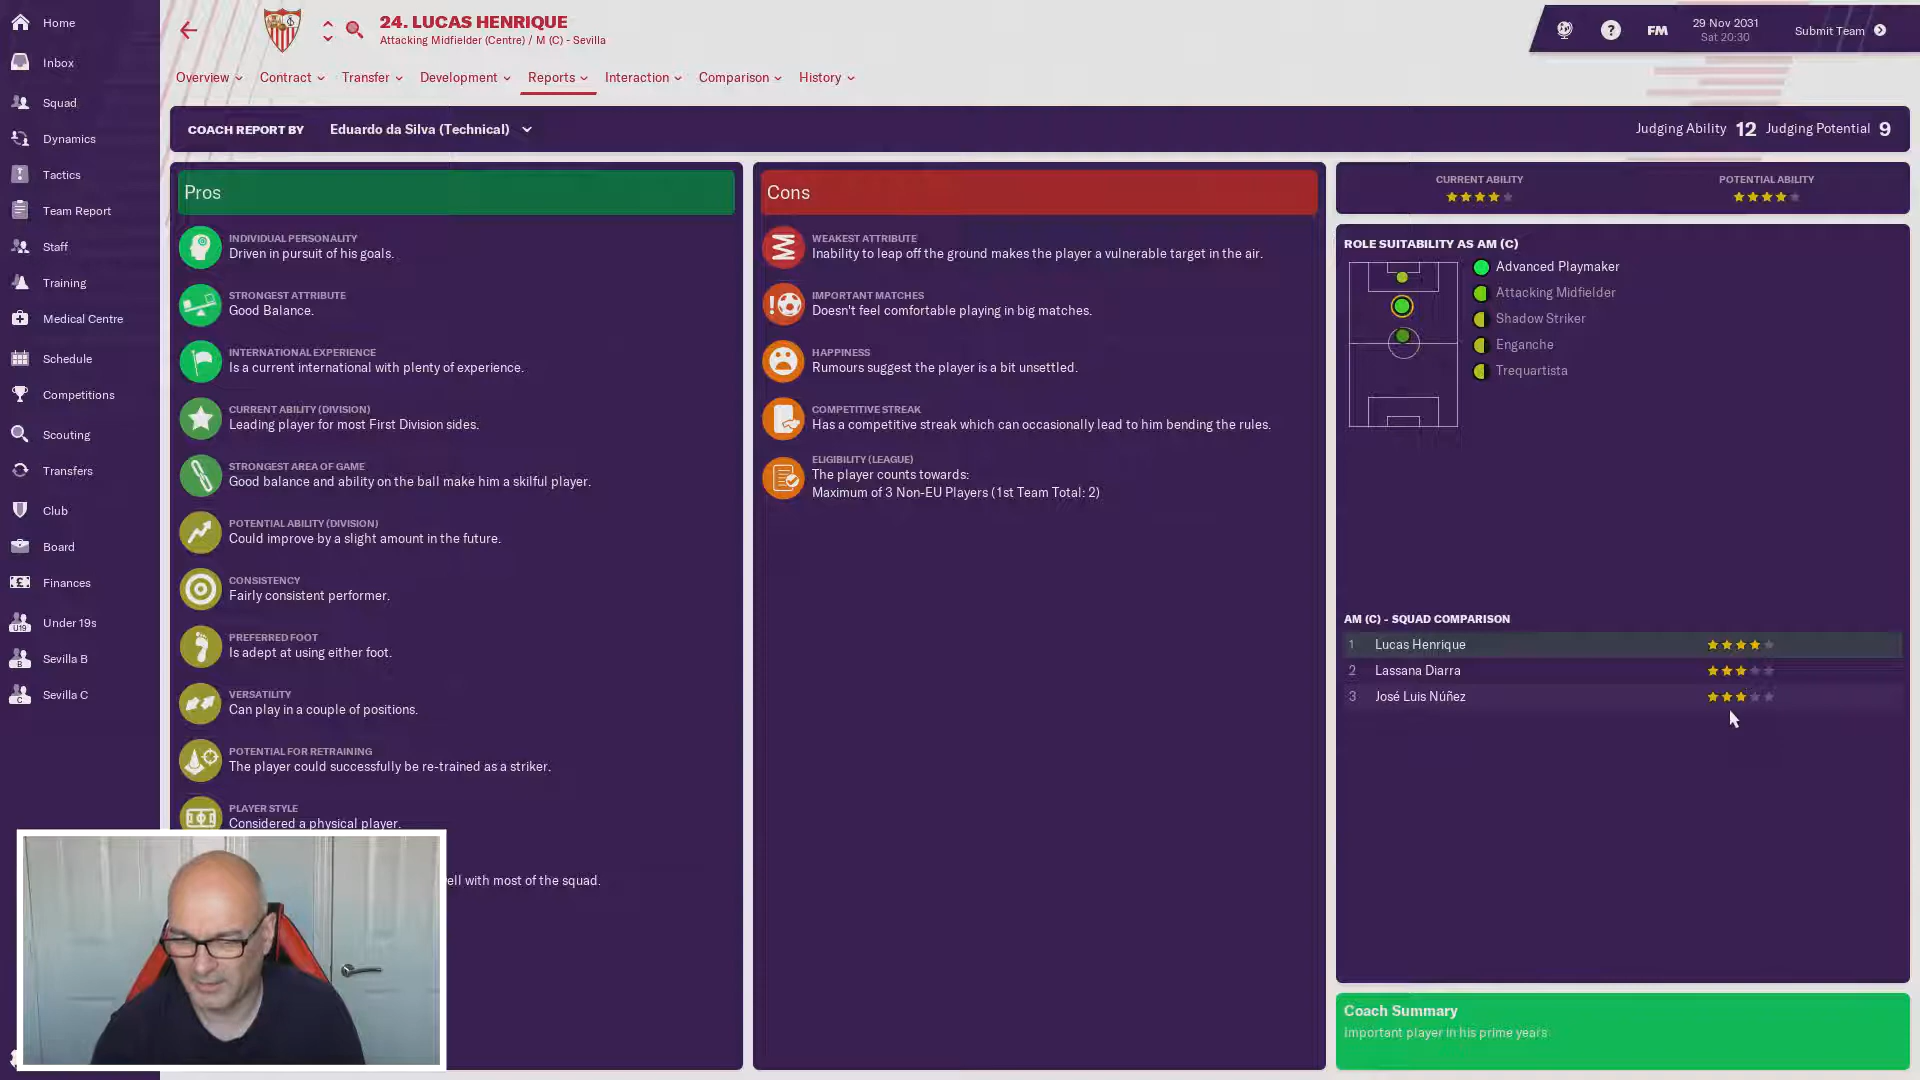 Home
Inbox
Squad
Dynamics
Tactics
Team Report
Staff
Training
Medical Centre
Schedule
Competitions
Scouting
Transfers
Club
Board
Finances
U19
Under 19s
B
Sevilla B
C
Sevilla C
24. LUCAS HENRIQUE
Attacking Midfielder (Centre) / M (C) - Sevilla
FM
29 Nov 2031
Sat 20:30
Submit Team
Overview
Contract
Transfer
Development
Reports
Interaction
Comparison
History
COACH REPORT BY
Eduardo da Silva (Technical)
Judging Ability 12 Judging Potential 9
Pros
INDIVIDUAL PERSONALITY
Driven in pursuit of his goals.
STRONGEST ATTRIBUTE
Good Balance.
INTERNATIONAL EXPERIENCE
Is a current international with plenty of experience.
CURRENT ABILITY (DIVISION)
Leading player for most First Division sides.
STRONGEST AREA OF GAME
Good balance and ability on the ball make him a skilful player.
POTENTIAL ABILITY (DIVISION)
Could improve by a slight amount in the future.
CONSISTENCY
Fairly consistent performer.
PREFERRED FOOT
Is adept at using either foot.
VERSATILITY
Can play in a couple of positions.
POTENTIAL FOR RETRAINING
The player could successfully be re-trained as a striker.
PLAYER STYLE
Considered a physical player.
ell with most of the squad.
Cons
WEAKEST ATTRIBUTE
Inability to leap off the ground makes the player a vulnerable target in the air.
IMPORTANT MATCHES
Doesn't feel comfortable playing in big matches.
HAPPINESS
Rumours suggest the player is a bit unsettled.
COMPETITIVE STREAK
Has a competitive streak which can occasionally lead to him bending the rules.
ELIGIBILITY (LEAGUE)
The player counts towards:
Maximum of 3 Non-EU Players (1st Team Total: 2)
CURRENT ABILITY
POTENTIAL ABILITY
ROLE SUITABILITY AS AM (C)
Advanced Playmaker
Attacking Midfielder
Shadow Striker
Enganche
Trequartista
AM (C) - SQUAD COMPARISON
1 Lucas Henrique
2 Lassana Diarra
3 José Luis Núñez
Coach Summary
Important player in his prime years